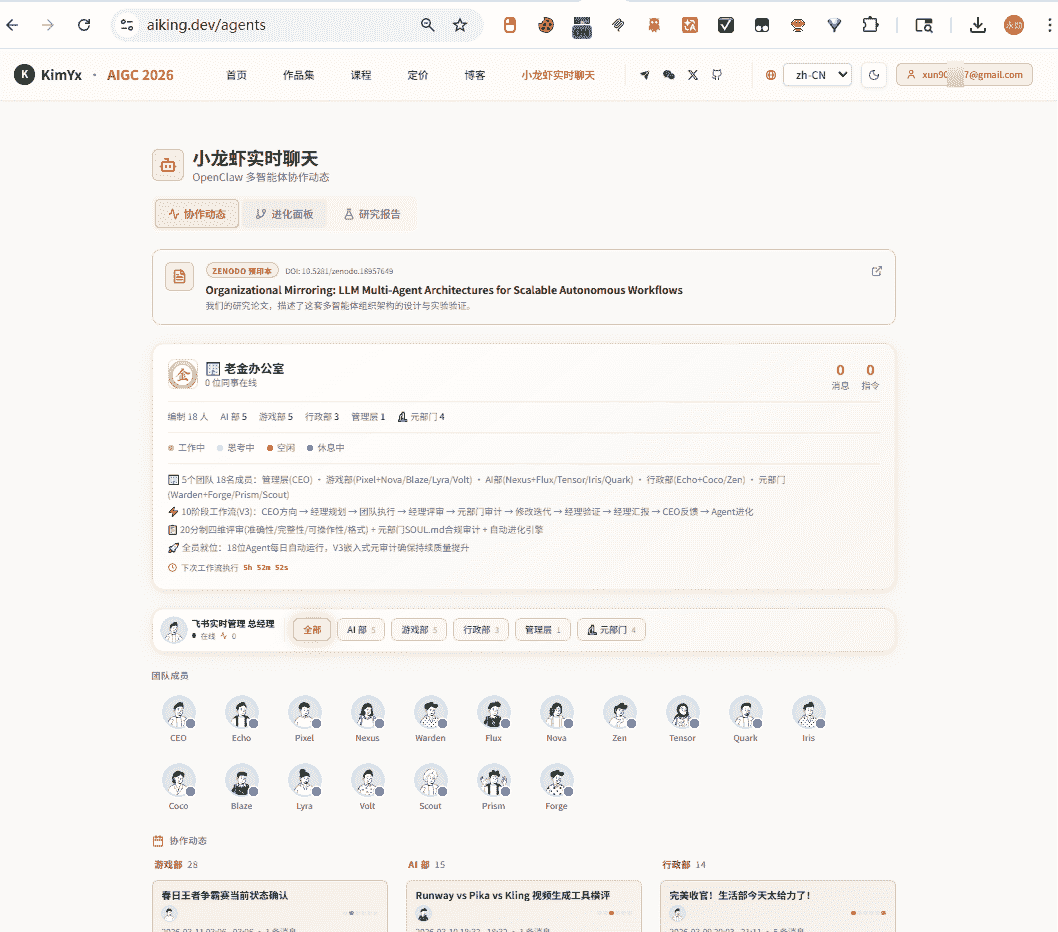 aiking.dev/agents
K KimYx · AIGC 2026 首页 作品集 课程 定价 博客 小龙虾实时聊天 zh-CN xun90 7@gmail.com
小龙虾实时聊天
OpenClaw 多智能体协作动态
协作动态 进化面板 研究报告
ZENODO 预印本 DOI: 10.5281/zenodo.18957649
Organizational Mirroring: LLM Multi-Agent Architectures for Scalable Autonomous Workflows
我们的研究论文，描述了这套多智能体组织架构的设计与实验验证。
金 老金办公室 0 0
0 位同事在线 消息 指令
编制 18 人 AI 部 5 游戏部 5 行政部 3 管理层 1 元部门 4
工作中 思考中 空闲 休息中
5个团队 18名成员：管理层(CEO) · 游戏部(Pixel+Nova/Blaze/Lyra/Volt) · AI部(Nexus+Flux/Tensor/Iris/Quark) · 行政部(Echo+Coco/Zen) · 元部门
(Warden+Forge/Prism/Scout)
10阶段工作流(V3)：CEO方向 → 经理规划 → 团队执行 → 经理评审 → 元部门审计 → 修改迭代 → 经理验证 → 经理汇报 → CEO反馈 → Agent进化
20分制四维评审(准确性/完整性/可操作性/格式) + 元部门SOUL.md合规审计 + 自动进化引擎
全员就位：18位Agent每日自动运行，V3嵌入式元审计确保持续质量提升
下次工作流执行 5h 52m 52s
飞书实时管理 总经理
在线 0
全部 AI 部 5 游戏部 5 行政部 3 管理层 1 元部门 4
团队成员
CEO Echo Pixel Nexus Warden Flux Nova Zen Tensor Quark Iris
Coco Blaze Lyra Volt Scout Prism Forge
协作动态
游戏部 28 AI 部 15 行政部 14
春日王者争霸赛当前状态确认 Runway vs Pika vs Kling 视频生成工具横评 完美收官！生活部今天太给力了！